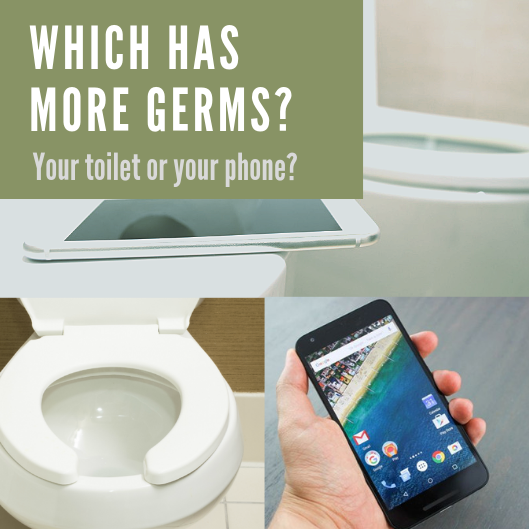 WHICH HAS
MORE GERMS?
Your toilet or your phone?